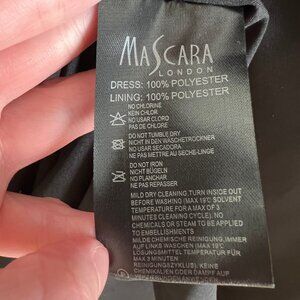 MASCARA
LONDON
DRESS: 100% POLYESTER
LINING: 100% POLYESTER
NO CHLORINE
KEIN CHLOR
NO USAR CLORO
PAS DE CHLORE
DO NOT TUMBLE DRY
NICHT IN DEN WASCHETROCKNER
NO USAR SECADORA
NE PAS METTRE AU SECHE-LINGE
DO NOT IRON
NICHT BÜGELN
NO PLANCHAR
NE PAS REPASSER
MILD DRY CLEANING, TURN INSIDE OUT
BEFORE WASHING (MAX 19°C SOLVENT
TEMPERATURE FOR A MAX OF 3
MINUTES CLEANING CYCLE). NO
CHEMICALS OR STEAM TO BE APPLIED
TO EMBELLISHMENTS
MILDE CHEMISCHE REINIGUNG, IMMER
AUF LINKS WASCHEN (MAX 19°C
TEMPERATUR FÜR MAX 3 MINUTEN
REINIGUNGSZYKLUS). KEIN
CHEMIKALIEN ODER DAMPF AUF